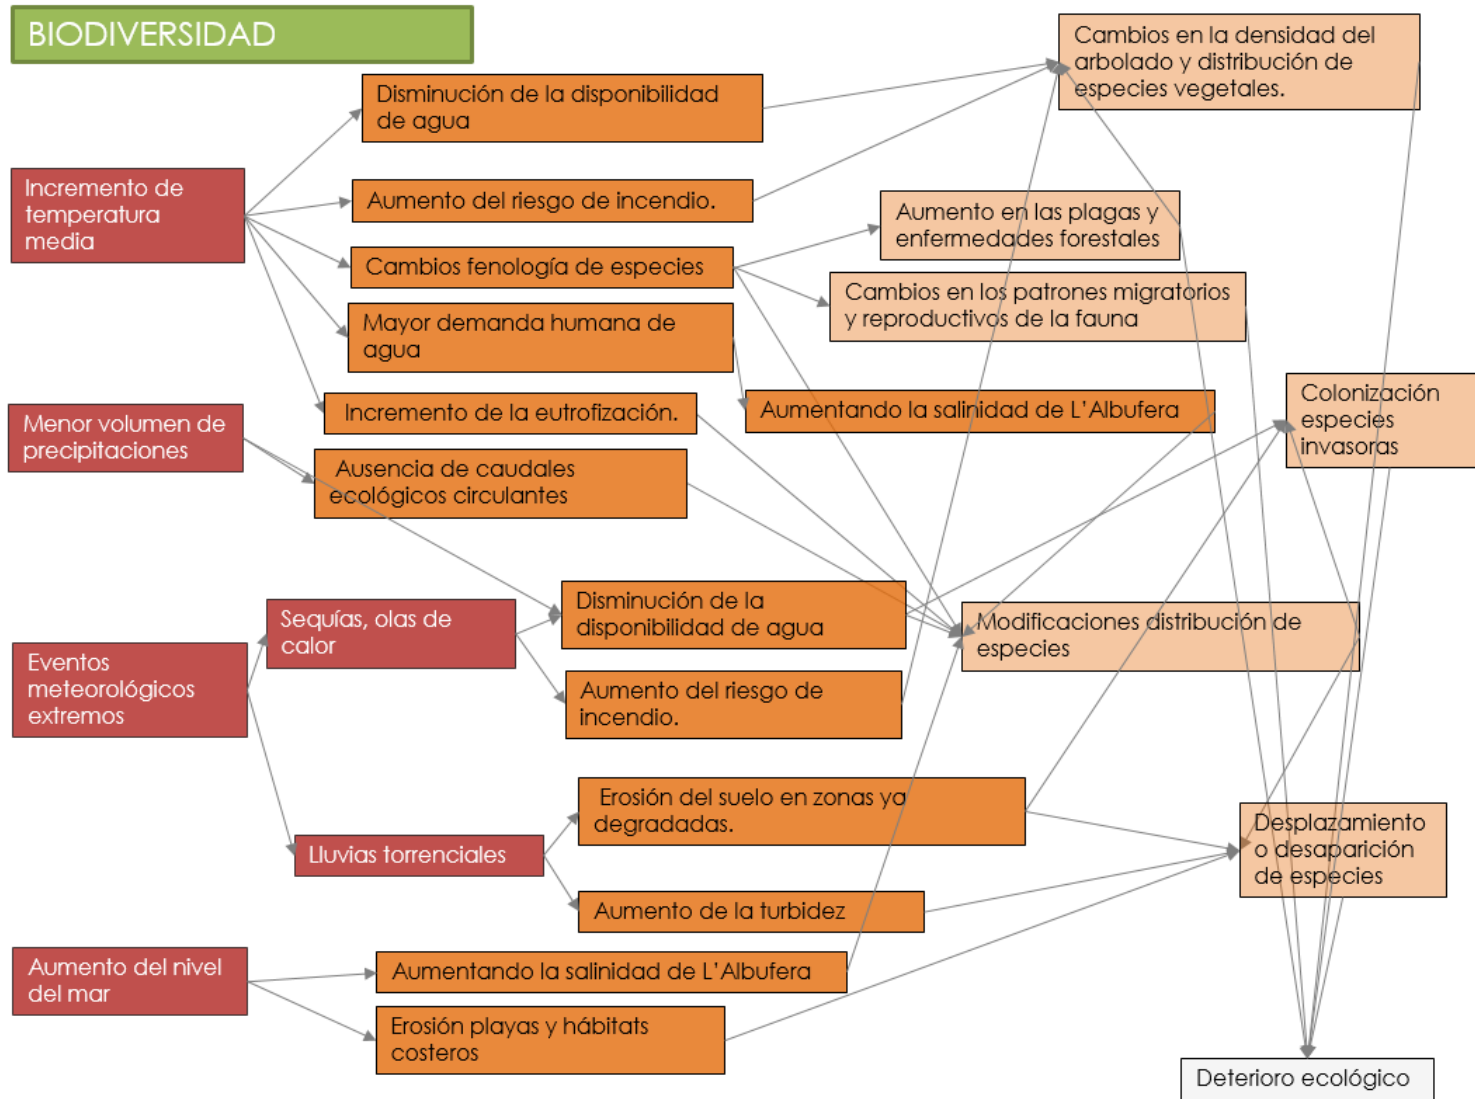 BIODIVERSIDAD
Cambios en la densidad del
arbolado y distribución de
especies vegetales.
Disminución de la disponibilidad
de agua
Incremento de
temperatura
media
Aumento del riesgo de incendio.
Aumento en las plagas y
enfermedades forestales
Cambios fenología de especies
Cambios en los patrones migratorios
y reproductivos de la fauna
Mayor demanda humana de
agua
Incremento de la eutrofización.
Aumentando la salinidad de L'Albufera
Colonización
especies
invasoras
Menor volumen de
precipitaciones
Ausencia de caudales
ecológicos circulantes
Sequías, olas de
calor
Disminución de la
disponibilidad de agua
Modificaciones distribución de
especies
Eventos
meteorológicos
extremos
Aumento del riesgo de
incendio.
Erosión del suelo en zonas ya
degradadas.
Lluvias torrenciales
Desplazamiento
o desaparición
de especies
Aumento de la turbidez
Aumento del nivel
del mar
Aumentando la salinidad de L'Albufera
Erosión playas y hábitats
costeros
Deterioro ecológico